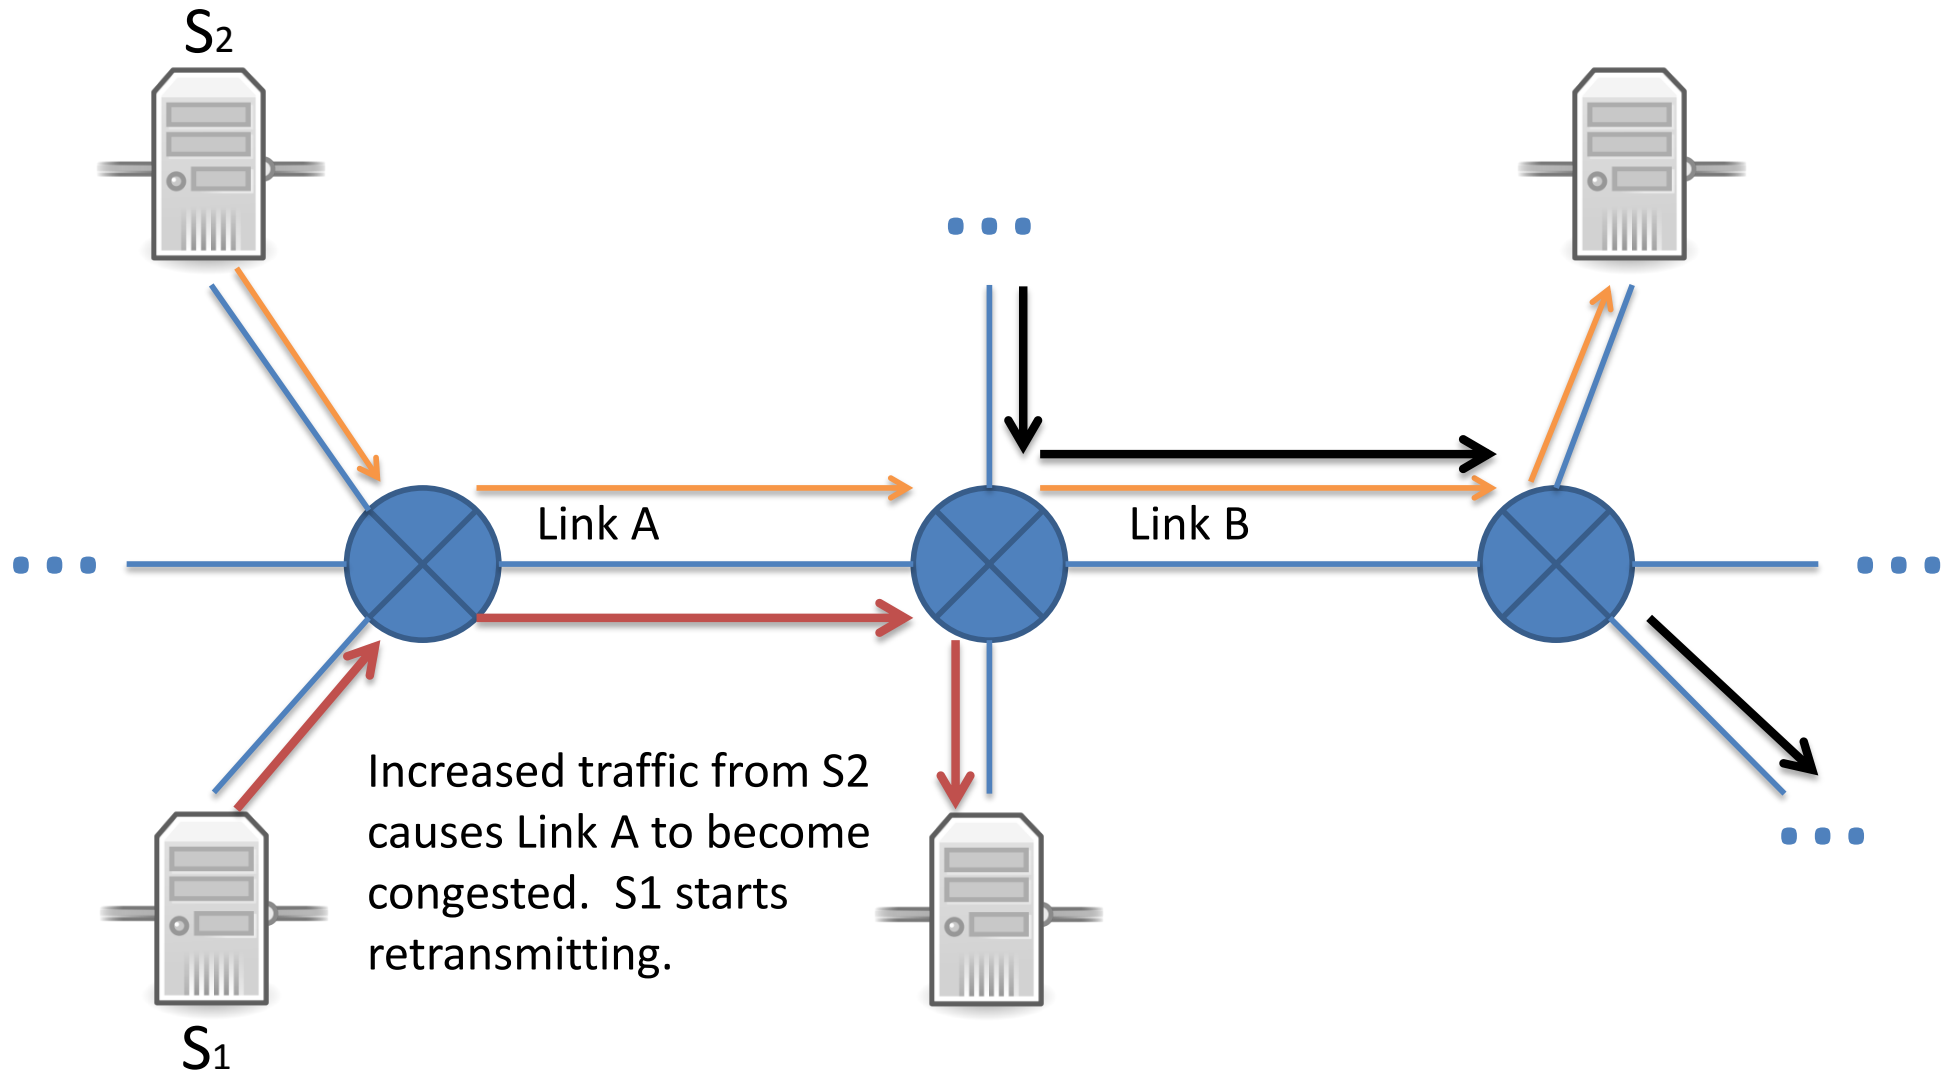 S2
Link A
Link B
Increased traffic from S2
causes Link A to become
congested.  S1 starts
retransmitting.
S1